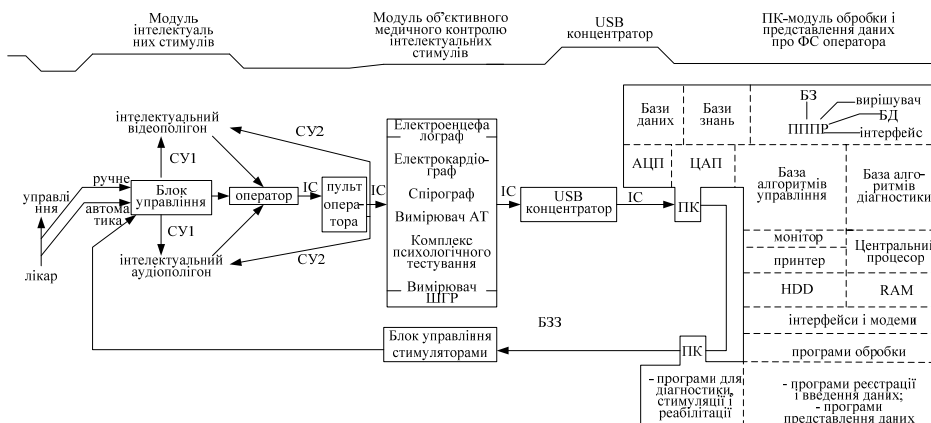 Модуль
інтелектуаль
них стимулів
Модуль об'єктивного
медичного контролю
інтелектуальних
стимулів
USB
концентратор
ПК-модуль обробки і
представлення даних
про ФС оператора
інтелектуальний
відеополігон
СУ2
СУ1
ручне
управлі
ння
автома
тика
лікар
Блок
управління
оператор
ІС
пульт
опера-
тора
ІС
СУ1
інтелектуальний
аудіополігон
СУ2
Електроенцефа
лограф
Електрокардіо-
граф
Спірограф
Вимірювач АТ
Комплекс
психологічного
тестування
Вимірювач
ШГР
ІС
USB
концентратор
ІС
ПК
Бази
даних
Бази
знань
БЗ
вирішувач
БД
ПППР
інтерфейс
АЦП
ЦАП
База
алгоритмів
управління
База алго-
ритмів
діагностики
монітор
принтер
Центральний
процесор
HDD
RAM
інтерфейси і модеми
програми обробки
БЗЗ
Блок управління
стимуляторами
ПК
- програми для
діагностики,
стимуляції і
реабілітації
- програми реєстрації
і введення даних;
- програми
представлення даних